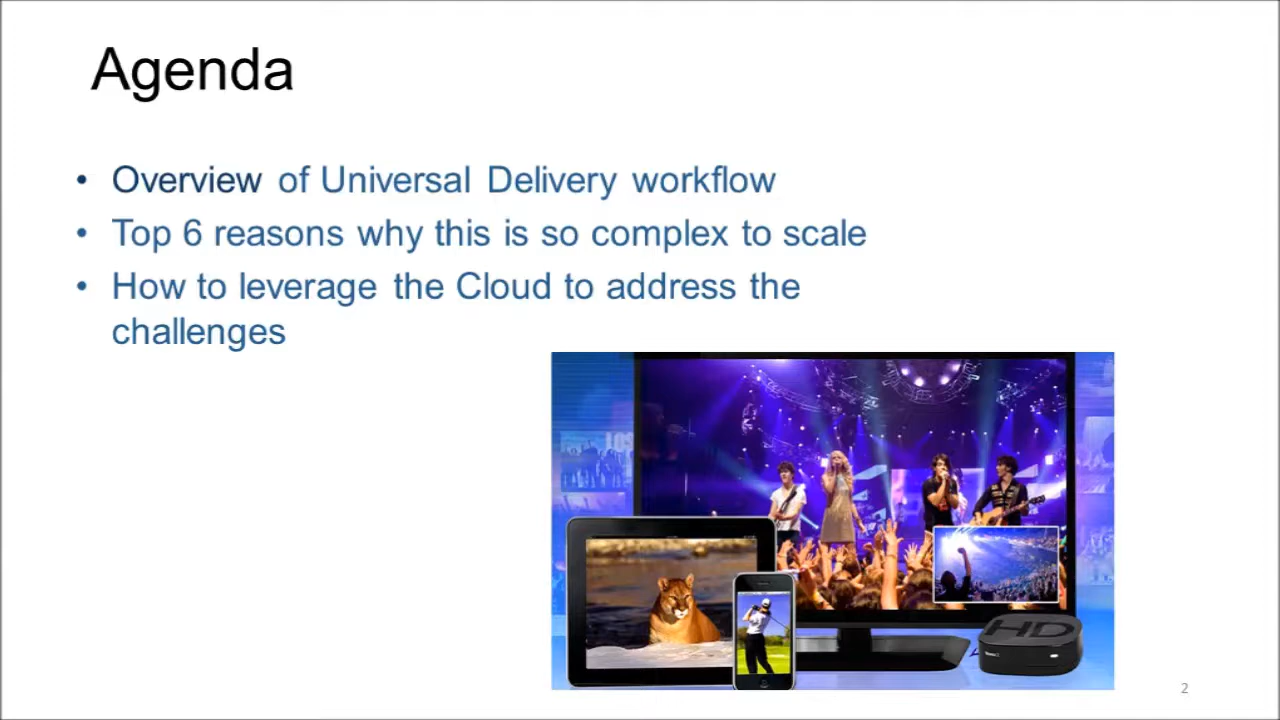 Agenda
• Overview of Universal Delivery workflow
• Top 6 reasons why this is so complex to scale
• How to leverage the Cloud to address the
challenges
LOS
HD
2